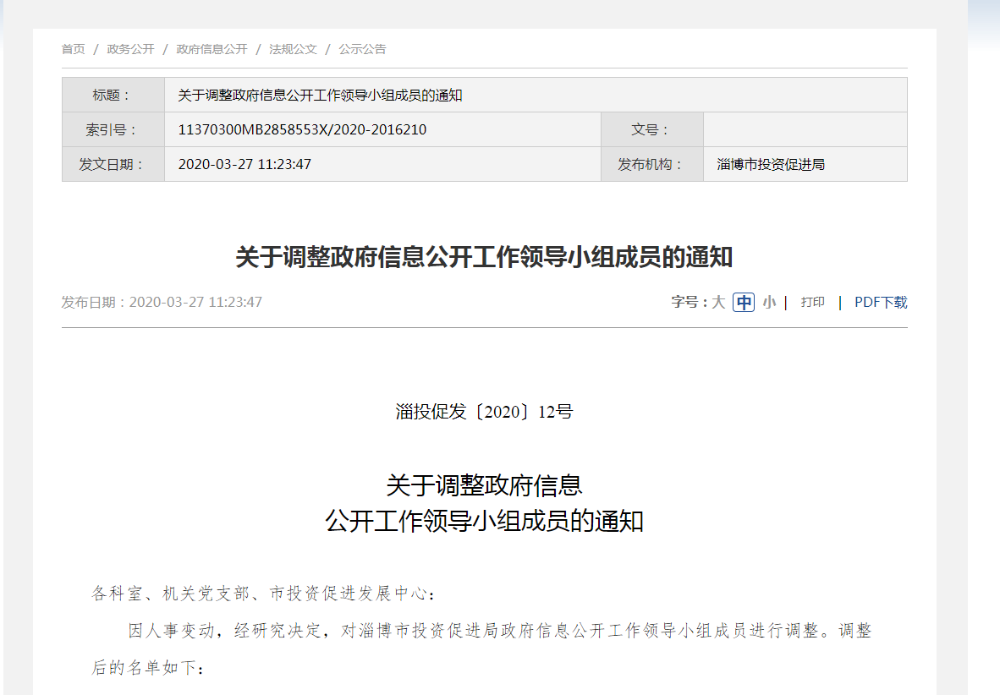 首页 / 政务公开 / 政府信息公开 / 法规公文 / 公示公告
标题： 关于调整政府信息公开工作领导小组成员的通知
索引号： 11370300MB2858553X/2020-2016210 文号：
发文日期： 2020-03-27 11:23:47 发布机构： 淄博市投资促进局
关于调整政府信息公开工作领导小组成员的通知
发布日期：2020-03-27 11:23:47 字号：大 中 小 | 打印 | PDF下载
淄投促发〔2020〕12号
关于调整政府信息
公开工作领导小组成员的通知
各科室、机关党支部、市投资促进发展中心：
因人事变动，经研究决定，对淄博市投资促进局政府信息公开工作领导小组成员进行调整。调整
后的名单如下：